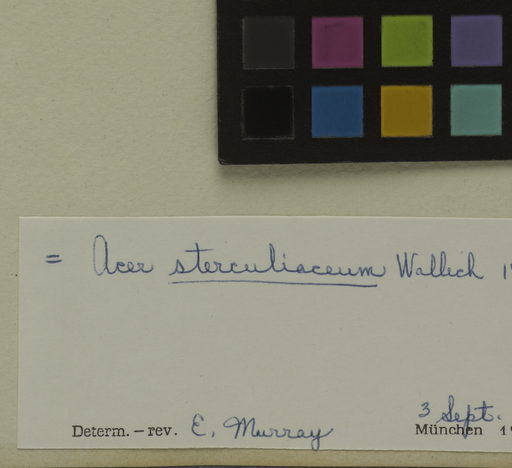 = Acer sterculiaceum Wallich
Determ. – rev. E. Murray
3 Sept.
München